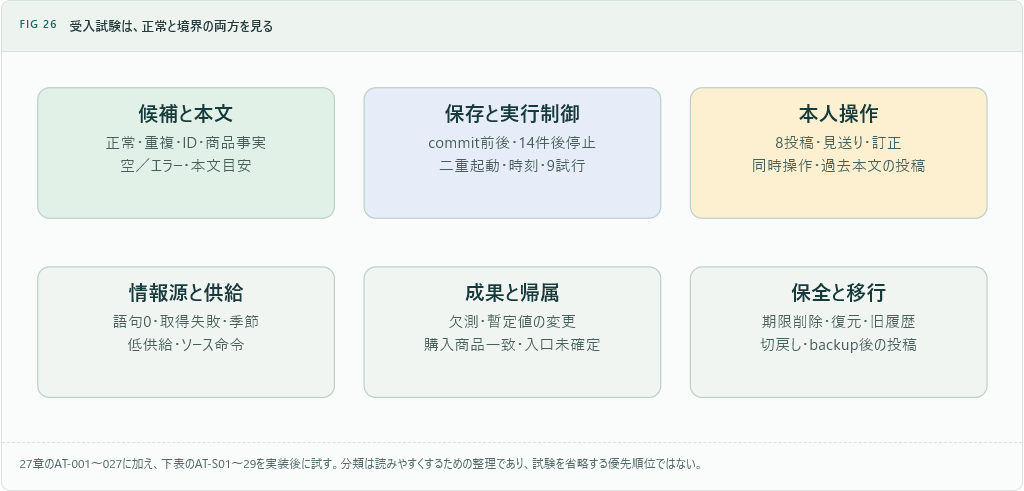 FIG 26 受入試験は、正常と境界の両方を見る
候補と本文
正常・重複・ID・商品事実
空／エラー・本文目安
保存と実行制御
commit前後・14件後停止
二重起動・時刻・9試行
本人操作
8投稿・見送り・訂正
同時操作・過去本文の投稿
情報源と供給
語句0・取得失敗・季節
低供給・ソース命令
成果と帰属
欠測・暫定値の変更
購入商品一致・入口未確定
保全と移行
期限削除・復元・旧履歴
切戻し・backup後の投稿
27章のAT-001〜027に加え、下表のAT-S01〜29を実装後に試す。分類は読みやすくするための整理であり、試験を省略する優先順位ではない。